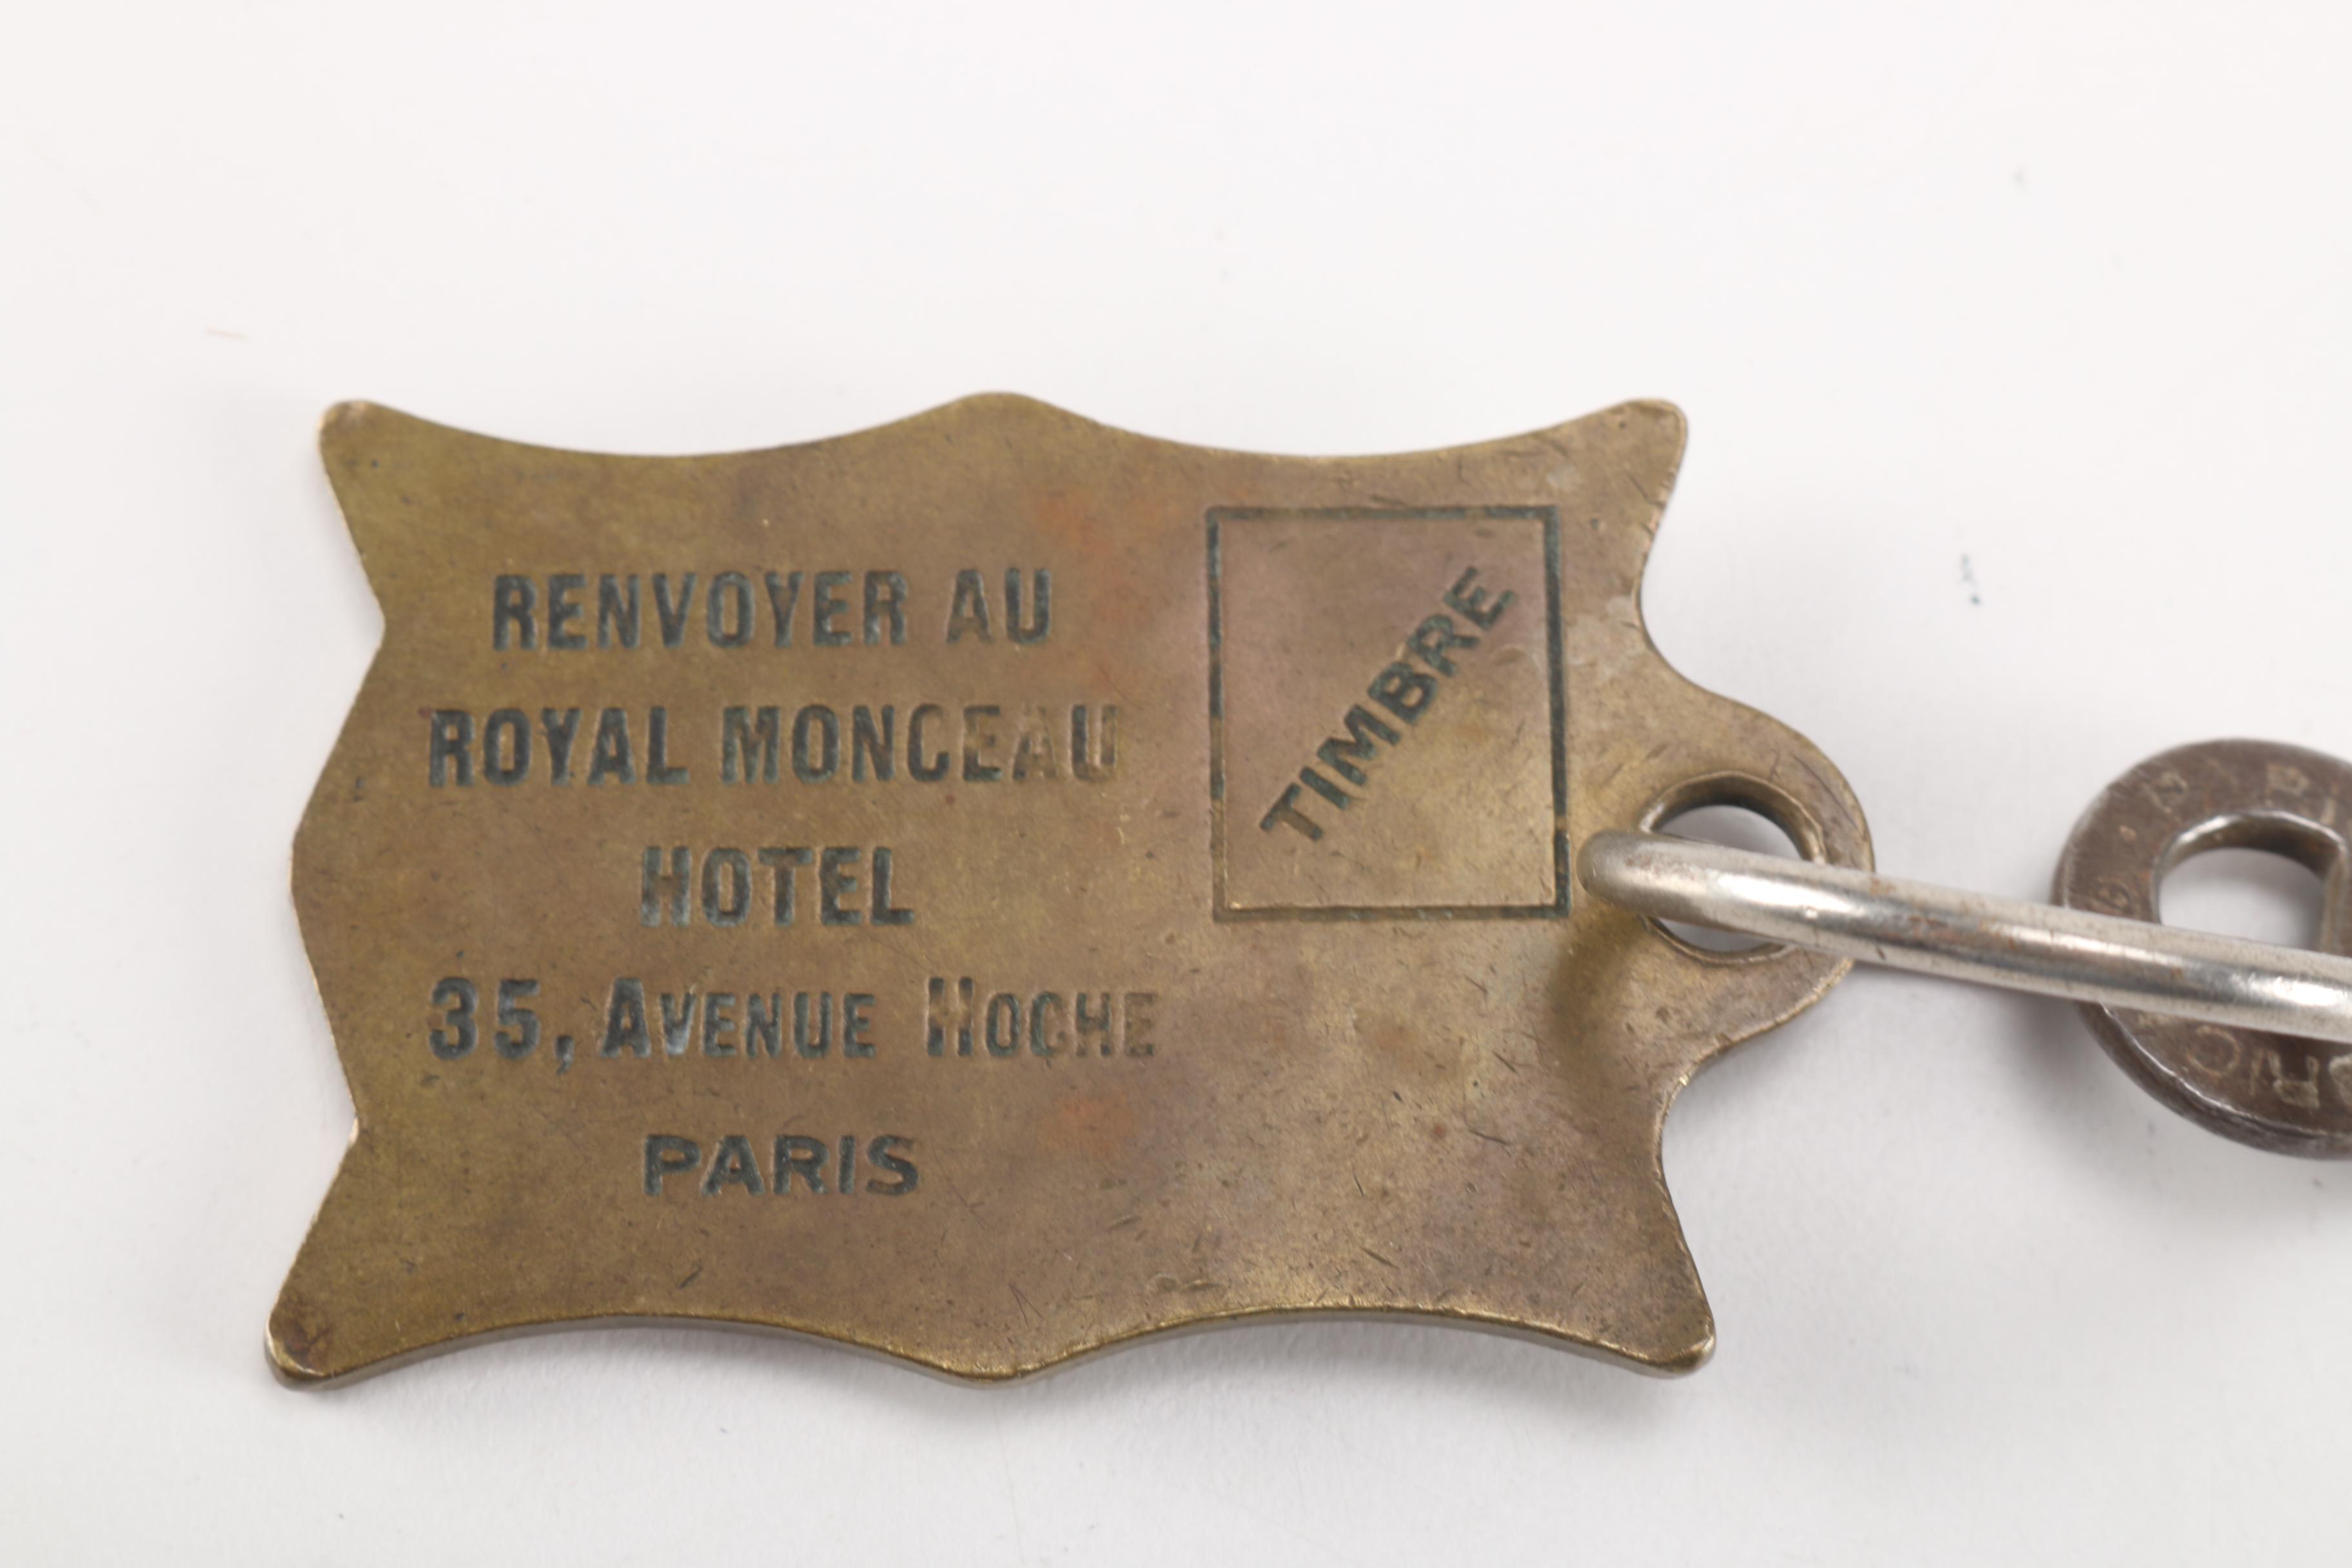 RENVOYER AU
ROYAL MONCEAU
HOTEL
35, AVENUE HOCHE
PARIS
TIMBRE